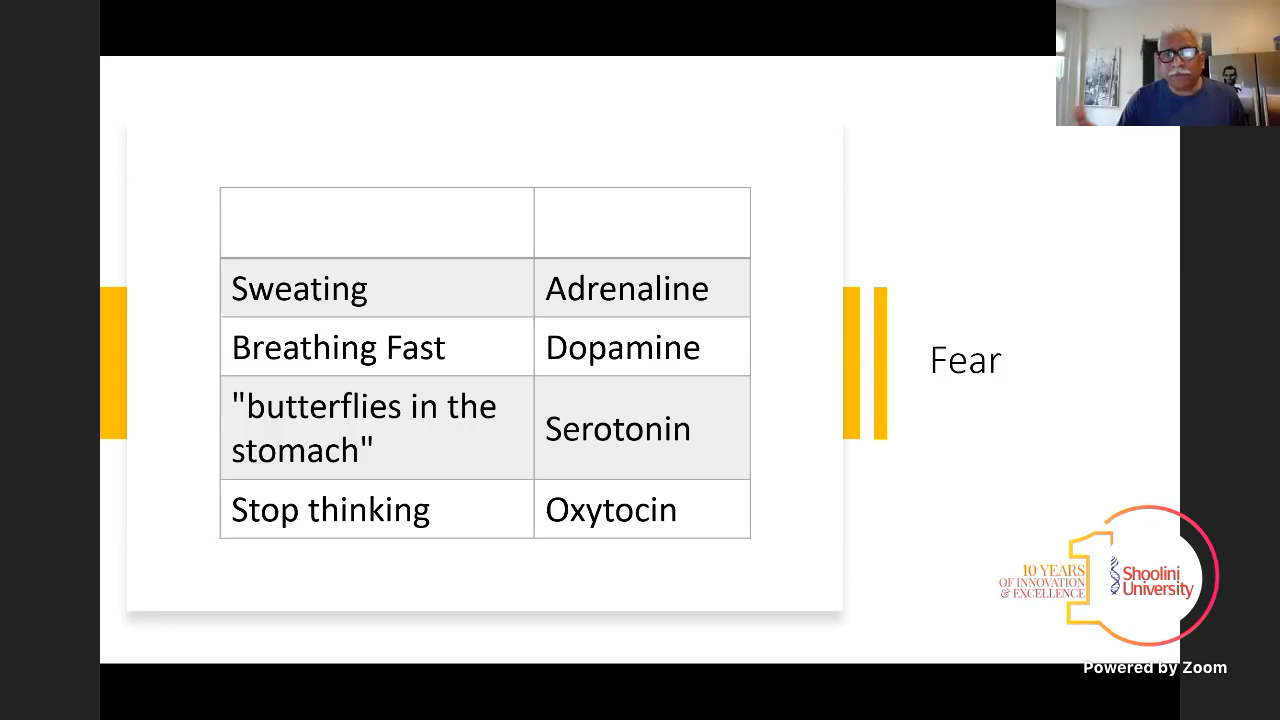 Sweating Adrenaline
Breathing Fast Dopamine
"butterflies in the
stomach" Serotonin
Stop thinking Oxytocin
Fear
10 YEARS
OF INNOVATION
& EXCELLENCE
1
Shoolini
University
Powered by Zoom